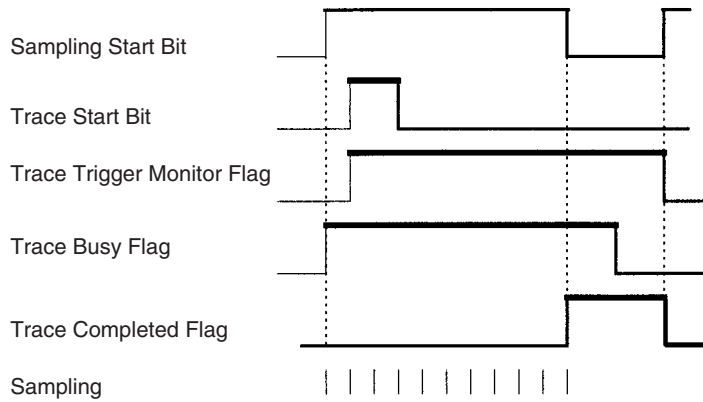 Sampling Start Bit
Trace Start Bit
Trace Trigger Monitor Flag
Trace Busy Flag
Trace Completed Flag
Sampling